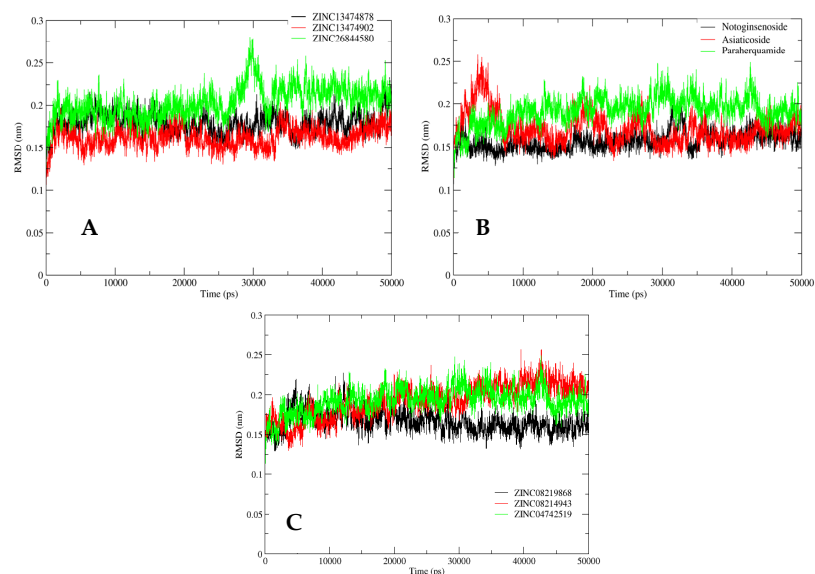 ZINC13474878
ZINC13474902
ZINC26844580
0.3
0.25
0.2
0.15
0.1
0.05
0
RMSD (nm)
A
0 10000 20000 30000 40000 50000
Time (ps)
Notoginsenoside
Asiaticoside
Paraherquamide
0.3
0.25
0.2
0.15
0.1
0.05
0
RMSD (nm)
B
0 10000 20000 30000 40000 50000
Time (ps)
0.3
0.25
0.2
0.15
0.1
0.05
0
RMSD (nm)
ZINC08219868
ZINC08214943
ZINC04742519
C
0 10000 20000 30000 40000 50000
Time (ps)